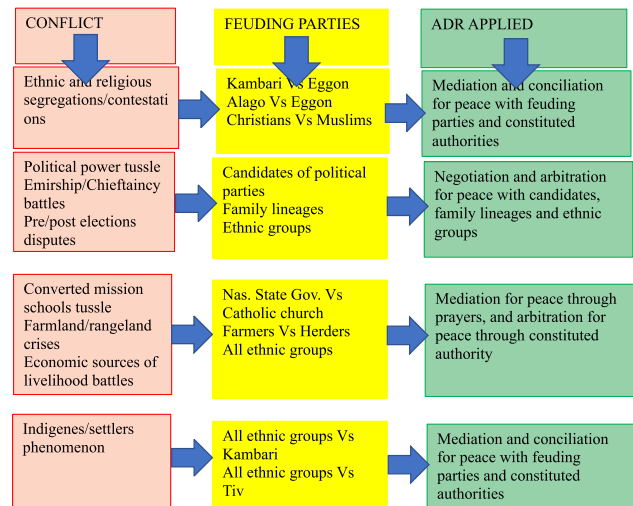 CONFLICT
FEUDING PARTIES
ADR APPLIED
Ethnic and religious
segregations/contestati
ons
Kambari Vs Eggon
Alago Vs Eggon
Christians Vs Muslims
Mediation and conciliation
for peace with feuding
parties and constituted
authorities
Political power tussle
Emirship/Chieftaincy
battles
Pre/post elections
disputes
Candidates of political
parties
Family lineages
Ethnic groups
Negotiation and arbitration
for peace with candidates,
family lineages and ethnic
groups
Converted mission
schools tussle
Farmland/rangeland
crises
Economic sources of
livelihood battles
Nas. State Gov. Vs
Catholic church
Farmers Vs Herders
All ethnic groups
Mediation for peace through
prayers, and arbitration for
peace through constituted
authority
Indigenes/settlers
phenomenon
All ethnic groups Vs
Kambari
All ethnic groups Vs
Tiv
Mediation and conciliation
for peace with feuding
parties and constituted
authorities